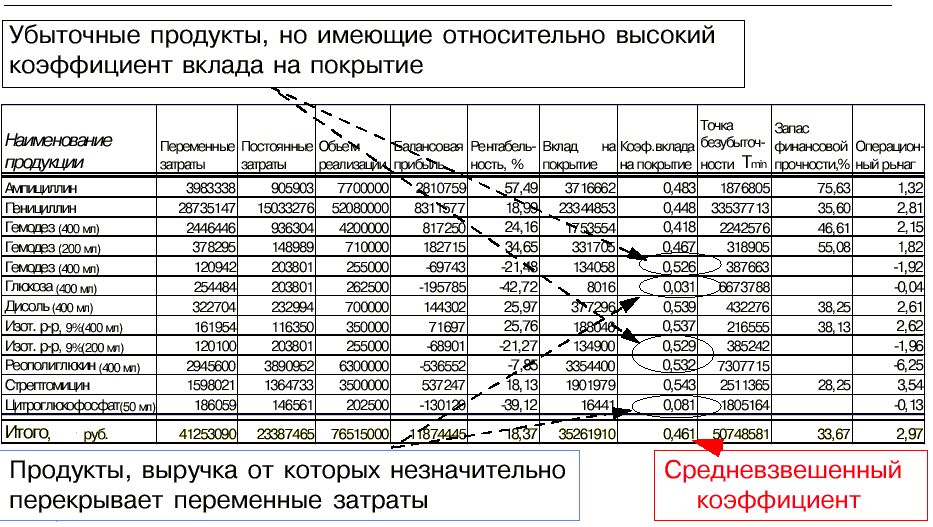 Убыточные продукты, но имеющие относительно высокий
коэффициент вклада на покрытие
Наименование продукции Переменные затраты Постоянные затраты Объем реализации Балансовая прибыль Рентабель-ность, % Вклад на покрытие Коэф.вклада на покрытие Точка безубыточ-ности Tmin Запас финансовой прочности,% Операцион-ный рычаг
Ампициллин 3983338 905903 7700000 2810759 57,49 3716662 0,483 1876805 75,63 1,32
Пенициллин 28735147 15033276 52080000 8311577 18,99 23344853 0,448 33537713 35,60 2,81
Гемодез (400 мл) 2446446 936304 4200000 817250 24,16 1753554 0,418 2242576 46,61 2,15
Гемодез (200 мл) 378295 148989 710000 182715 34,65 331705 0,467 318905 55,08 1,82
Гемодез (400 мл) 120942 203801 255000 -69743 -21,48 134058 0,526 387663 -1,92
Глюкоза (400 мл) 254484 203801 262500 -195785 -42,72 8016 0,031 6673788 -0,04
Дисоль (400 мл) 322704 232994 700000 144302 25,97 377296 0,539 432276 38,25 2,61
Изот. р-р, 9%(400 мл) 161954 116350 350000 71697 25,76 188046 0,537 216555 38,13 2,62
Изот. р-р, 9%(200 мл) 120100 203801 255000 -68901 -21,27 134900 0,529 385242 -1,96
Реополиглюкин (400 мл) 2945600 3890952 6300000 -536552 -7,85 3354400 0,532 7307715 -6,25
Стрептомицин 1598021 1364733 3500000 537247 18,13 1901979 0,543 2511365 28,25 3,54
Цитроглюкофосфат(50 мл) 186059 146561 202500 -130120 -39,12 16441 0,081 1805164 -0,13
Итого, руб. 41253090 23387465 76515000 11874445 18,37 35261910 0,461 50748581 33,67 2,97
Продукты, выручка от которых незначительно
перекрывает переменные затраты
Средневзвешенный
коэффициент